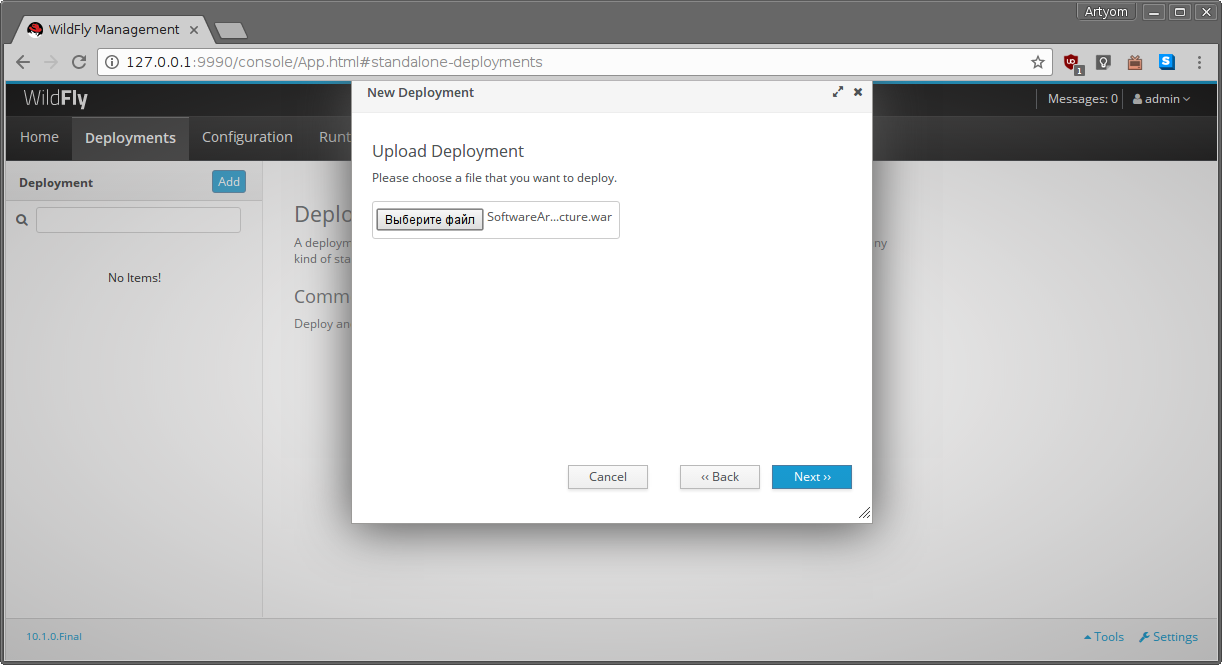 Artyom
WildFly Management
127.0.0.1:9990/console/App.html#standalone-deployments
UD
1
S
WildFly
Messages: 0
admin
Home
Deployments
Configuration
Runt
New Deployment
Deployment
Add
No Items!
Deplo
A deploym
ny
kind of sta
Comm
Deploy an
Upload Deployment
Please choose a file that you want to deploy.
Выберите файл SoftwareAr...cture.war
Cancel
‹‹ Back
Next ››
10.1.0.Final
Tools
Settings